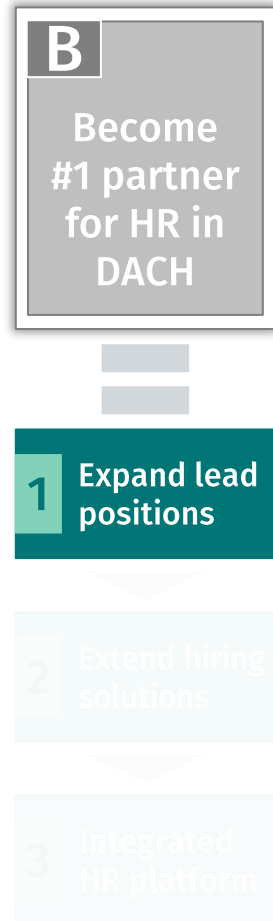 B
Become
#1 partner
for HR in
DACH
1
Expand lead
positions
2
Extend hiring
solutions
3
Integrated
HR platform